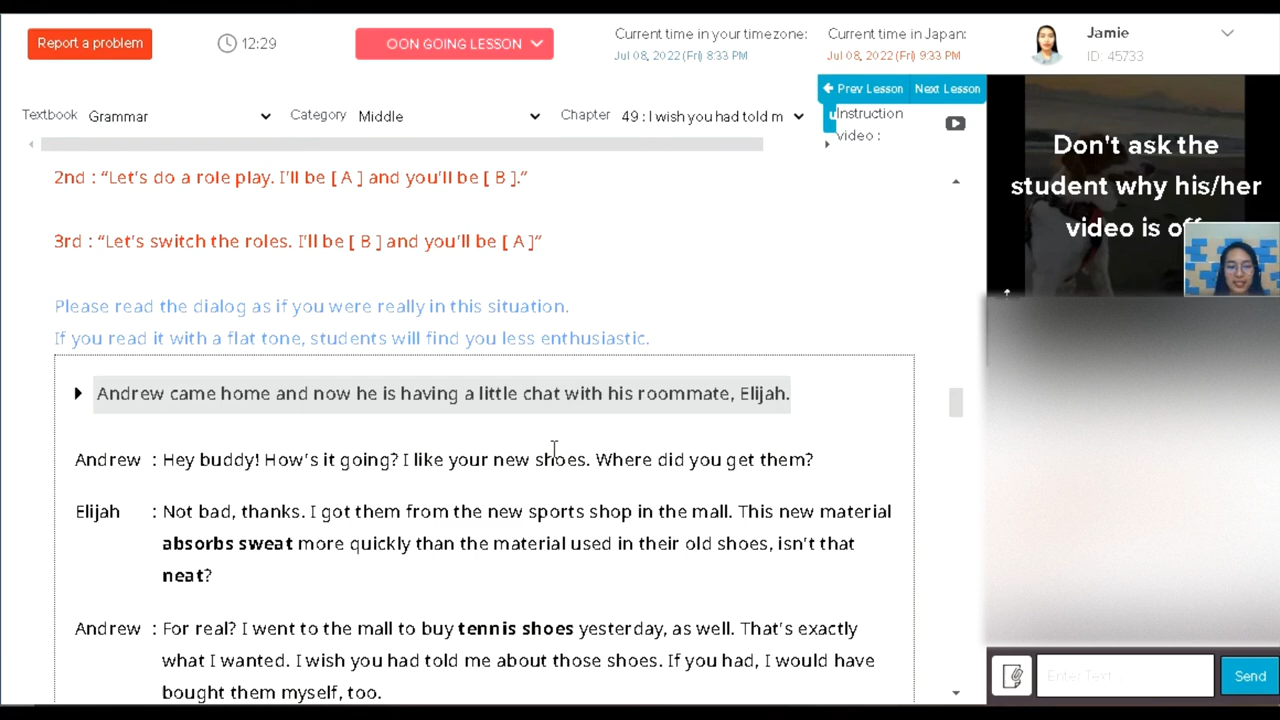 Report a problem
12:29
OON GOING LESSON
Current time in your timezone:
Jul 08, 2022 (Fri) 8:33 PM
Current time in Japan:
Jul 08, 2022 (Fri) 9:33 PM
Jamie
ID: 45733
Prev Lesson Next Lesson
Textbook Grammar
Category Middle
Chapter 49 : I wish you had told m
Instruction
video :
Don't ask the
student why his/her
video is of
2nd : “Let’s do a role play. I’ll be [ A ] and you’ll be [ B ].”
3rd : “Let’s switch the roles. I’ll be [ B ] and you’ll be [ A ]”
Please read the dialog as if you were really in this situation.
If you read it with a flat tone, students will find you less enthusiastic.
Andrew came home and now he is having a little chat with his roommate, Elijah.
Andrew : Hey buddy! How’s it going? I like your new shoes. Where did you get them?
Elijah : Not bad, thanks. I got them from the new sports shop in the mall. This new material
absorbs sweat more quickly than the material used in their old shoes, isn’t that
neat?
Andrew : For real? I went to the mall to buy tennis shoes yesterday, as well. That’s exactly
what I wanted. I wish you had told me about those shoes. If you had, I would have
bought them myself, too.
Enter Text
Send